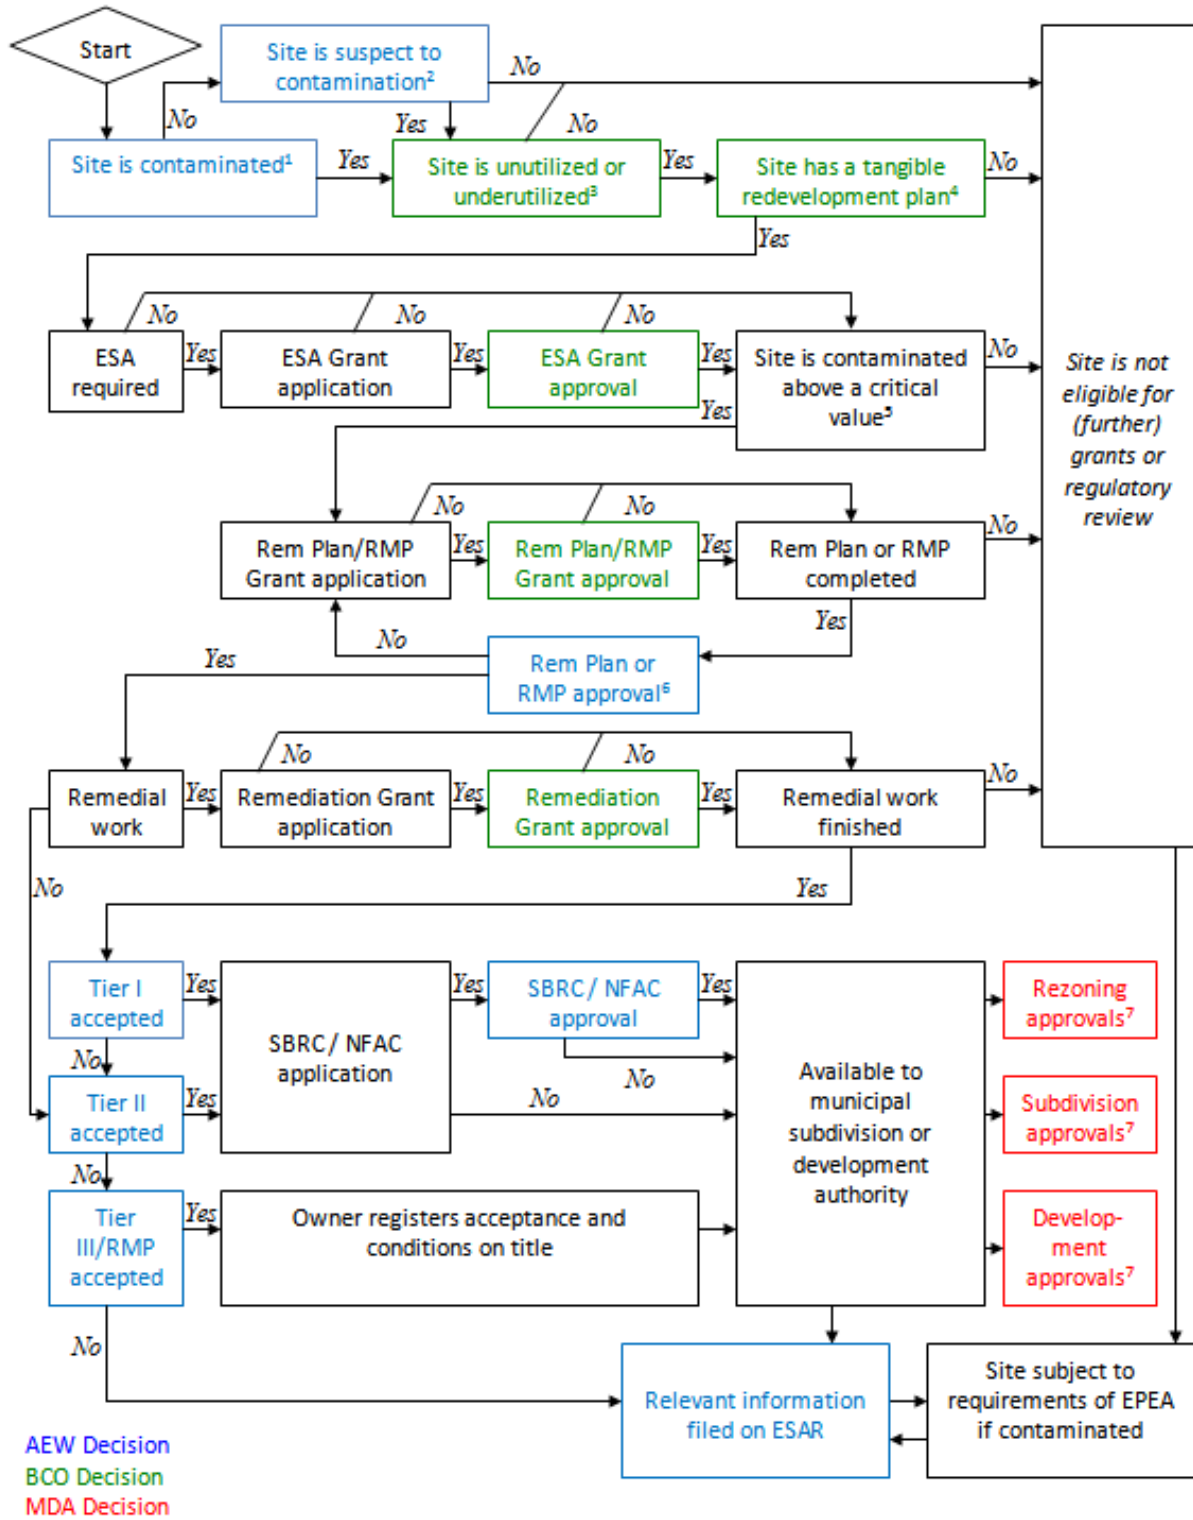 Start
Site is suspect to
contamination²
No
No
Yes
No
Site is contaminated¹
Yes
Site is unutilized or
underutilized³
Yes
Site has a tangible
redevelopment plan⁴
No
Yes
No
No
No
ESA
required
Yes
ESA Grant
application
Yes
ESA Grant
approval
Yes
Site is contaminated
above a critical
value⁵
No
Yes
Site is not
eligible for
(further)
grants or
regulatory
review
No
No
Rem Plan/RMP
Grant application
Yes
Rem Plan/RMP
Grant approval
Yes
Rem Plan or RMP
completed
No
Yes
No
Yes
Rem Plan or
RMP approval⁶
No
No
Remedial
work
Yes
Remediation Grant
application
Yes
Remediation
Grant approval
Yes
Remedial work
finished
No
No
Yes
Tier I
accepted
Yes
SBRC / NFAC
application
Yes
SBRC / NFAC
approval
Yes
Rezoning
approvals⁷
No
No
Available to
municipal
subdivision or
development
authority
Tier II
accepted
Yes
No
Subdivision
approvals⁷
No
Tier
III/RMP
accepted
Yes
Owner registers acceptance and
conditions on title
Develop-
ment
approvals⁷
No
Relevant information
filed on ESAR
Site subject to
requirements of EPEA
if contaminated
AEW Decision
BCO Decision
MDA Decision